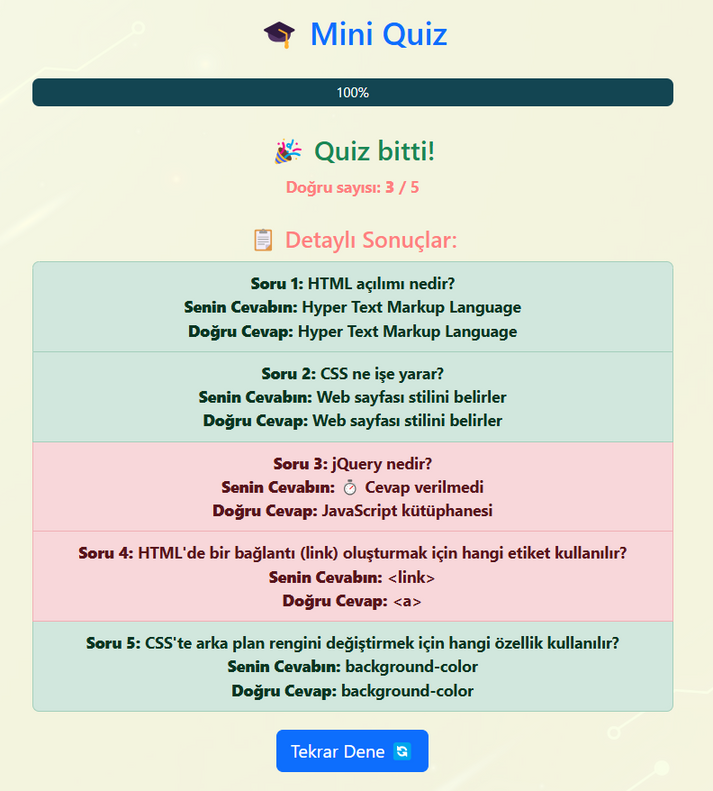 🎓 Mini Quiz
100%
🎉 Quiz bitti!
Doğru sayısı: 3 / 5
📋 Detaylı Sonuçlar:
Soru 1: HTML açılımı nedir?
Senin Cevabın: Hyper Text Markup Language
Doğru Cevap: Hyper Text Markup Language
Soru 2: CSS ne işe yarar?
Senin Cevabın: Web sayfası stilini belirler
Doğru Cevap: Web sayfası stilini belirler
Soru 3: jQuery nedir?
Senin Cevabın: ⏱ Cevap verilmedi
Doğru Cevap: JavaScript kütüphanesi
Soru 4: HTML'de bir bağlantı (link) oluşturmak için hangi etiket kullanılır?
Senin Cevabın: <link>
Doğru Cevap: <a>
Soru 5: CSS'te arka plan rengini değiştirmek için hangi özellik kullanılır?
Senin Cevabın: background-color
Doğru Cevap: background-color
Tekrar Dene 🔄